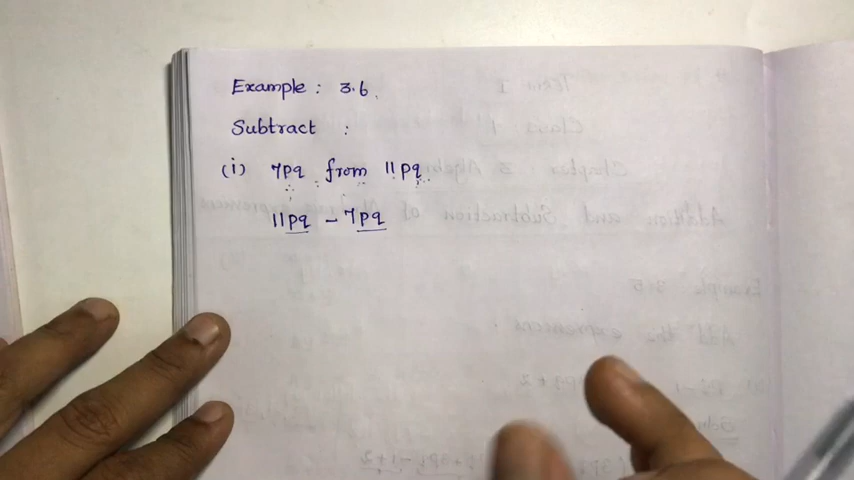 Example : 3.6
Subtract :
(i) 7pq from 11pq
11pq - 7pq